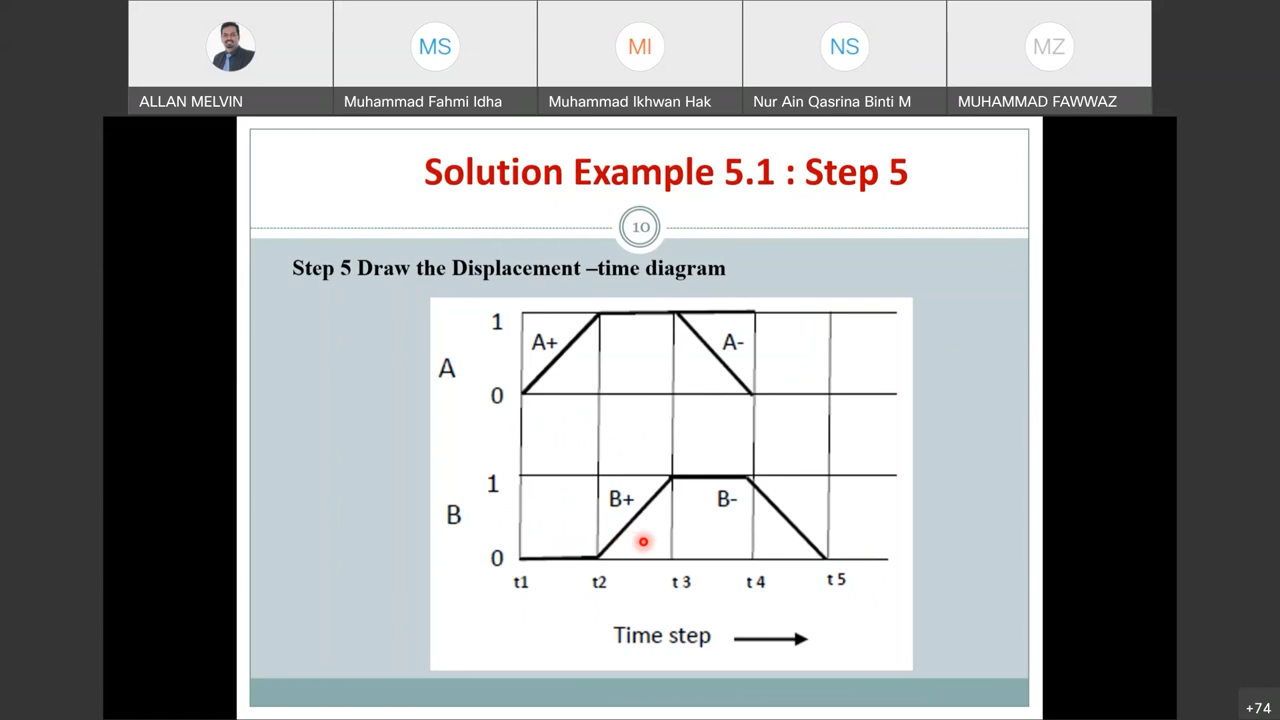 MS
MI
NS
MZ
ALLAN MELVIN
Muhammad Fahmi Idha
Muhammad Ikhwan Hak
Nur Ain Qasrina Binti M
MUHAMMAD FAWWAZ
Solution Example 5.1 : Step 5
10
Step 5 Draw the Displacement –time diagram
1
A+
A-
A
0
1
B+
B-
B
0
t1
t2
t 3
t 4
t 5
Time step
+74